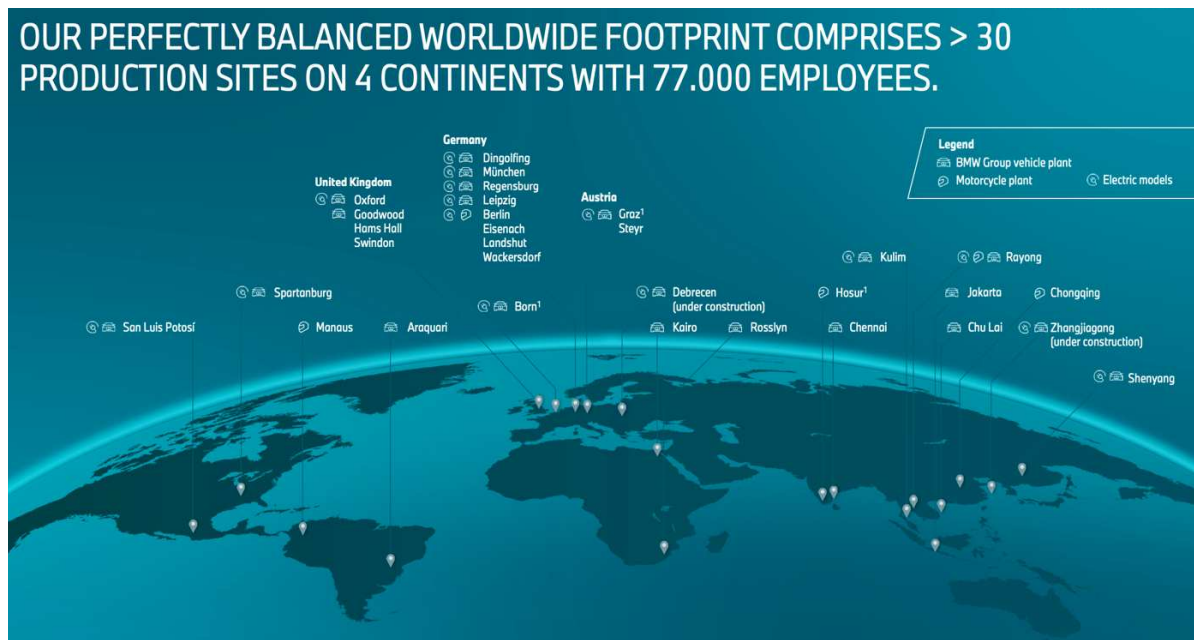 OUR PERFECTLY BALANCED WORLDWIDE FOOTPRINT COMPRISES > 30
PRODUCTION SITES ON 4 CONTINENTS WITH 77.000 EMPLOYEES.
Legend
BMW Group vehicle plant
Motorcycle plant
Electric models
United Kingdom
Oxford
Goodwood
Hams Hall
Swindon
Germany
Dingolfing
München
Regensburg
Leipzig
Berlin
Eisenach
Landshut
Wackersdorf
Austria
Graz¹
Steyr
Kulim
Rayong
Spartanburg
Born¹
Debrecen
(under construction)
Hosur¹
Jakarta
Chongqing
San Luis Potosí
Manaus
Araquari
Kairo
Rosslyn
Chennai
Chu Lai
Zhangjiagang
(under construction)
Shenyang